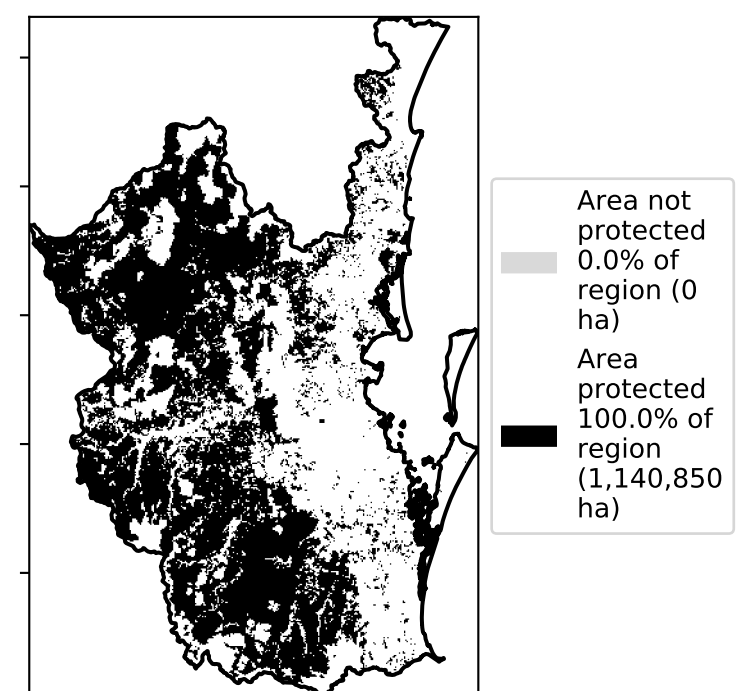 Area not
protected
0.0% of
region (0
ha)
Area
protected
100.0% of
region
(1,140,850
ha)